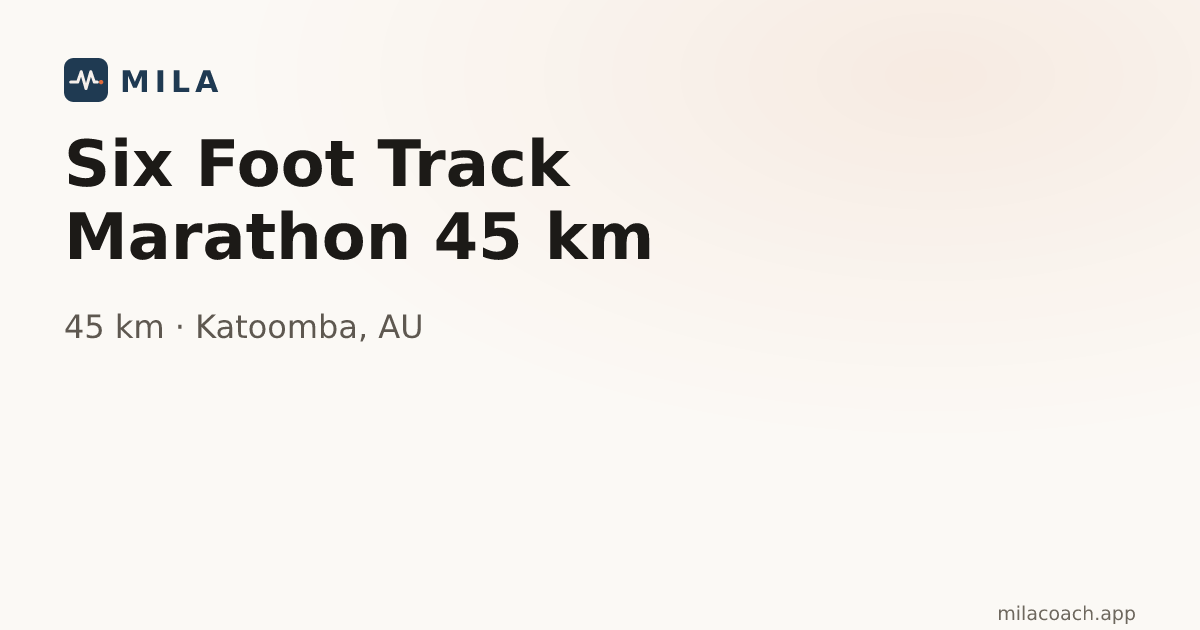 MILA
Six Foot Track
Marathon 45 km
45 km · Katoomba, AU
milacoach.app